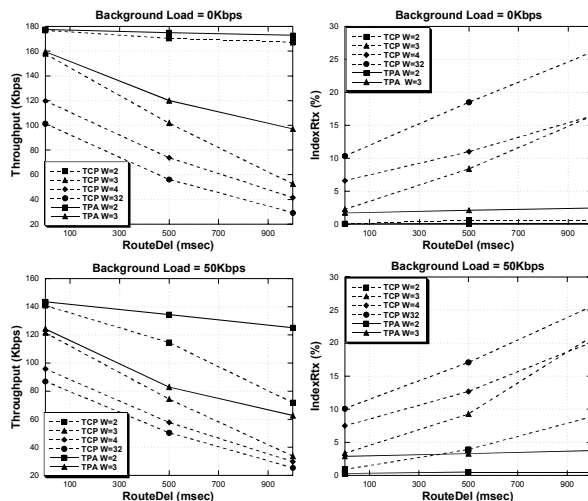 Background Load = 0Kbps
180
160
140
120
100
80
60
40
20
Throughput (Kbps)
TCP W=2
TCP W=3
TCP W=4
TCP W=32
TPA W=2
TPA W=3
100 300 500 700 900
RouteDel (msec)
Background Load = 0Kbps
30
25
20
15
10
5
0
IndexRtx (%)
TCP W=2
TCP W=3
TCP W=4
TCP W=32
TPA W=2
TPA W=3
100 300 500 700 900
RouteDel (msec)
Background Load = 50Kbps
160
140
120
100
80
60
40
20
Throughput (Kbps)
TCP W=2
TCP W=3
TCP W=4
TCP W=32
TPA W=2
TPA W=3
100 300 500 700 900
RouteDel (msec)
Background Load = 50Kbps
30
25
20
15
10
5
0
IndexRtx (%)
TCP W=2
TCP W=3
TCP W=4
TCP W=32
TPA W=2
TPA W=3
100 300 500 700 900
RouteDel (msec)